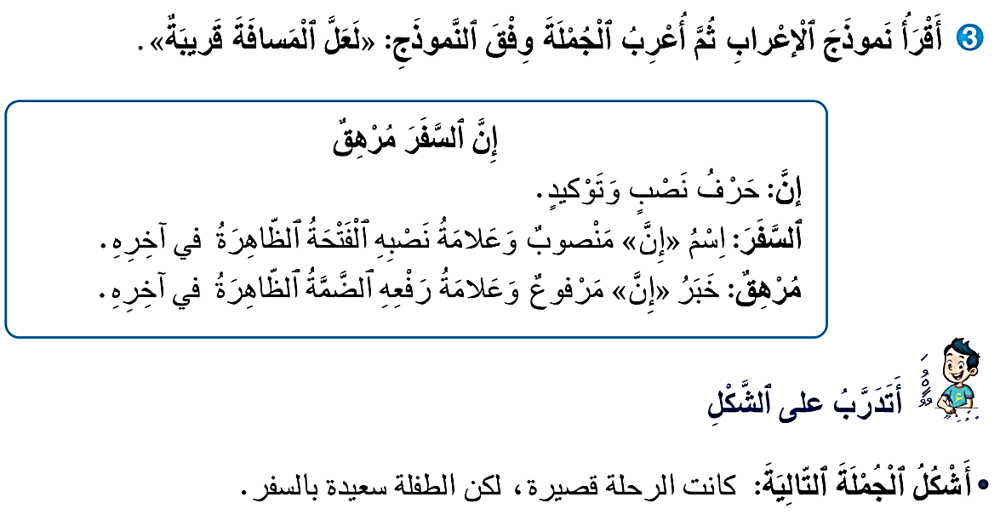 3 أَقْرَأُ نَموذَجَ ٱلْإعْرابِ ثُمَّ أُعْرِبُ ٱلْجُمْلَةَ وِفْقَ ٱلنَّموذَجِ: «لَعَلَّ ٱلْمَسافَةَ قَريبَةٌ».
إِنَّ ٱلسَّفَرَ مُرْهِقٌ
إنَّ: حَرْفُ نَصْبٍ وَتَوْكيدٍ.
ٱلسَّفَرَ: اِسْمُ «إِنَّ» مَنْصوبٌ وَعَلامَةُ نَصْبِهِ ٱلْفَتْحَةُ ٱلظّاهِرَةُ في آخِرِهِ.
مُرْهِقٌ: خَبَرُ «إِنَّ» مَرْفوعٌ وَعَلامَةُ رَفْعِهِ ٱلضَّمَّةُ ٱلظّاهِرَةُ في آخِرِهِ.
أَتَدَرَّبُ على ٱلشَّكْلِ
• أَشْكُلُ ٱلْجُمْلَةَ ٱلتّالِيَةَ: كانت الرحلة قصيرة، لكن الطفلة سعيدة بالسفر.